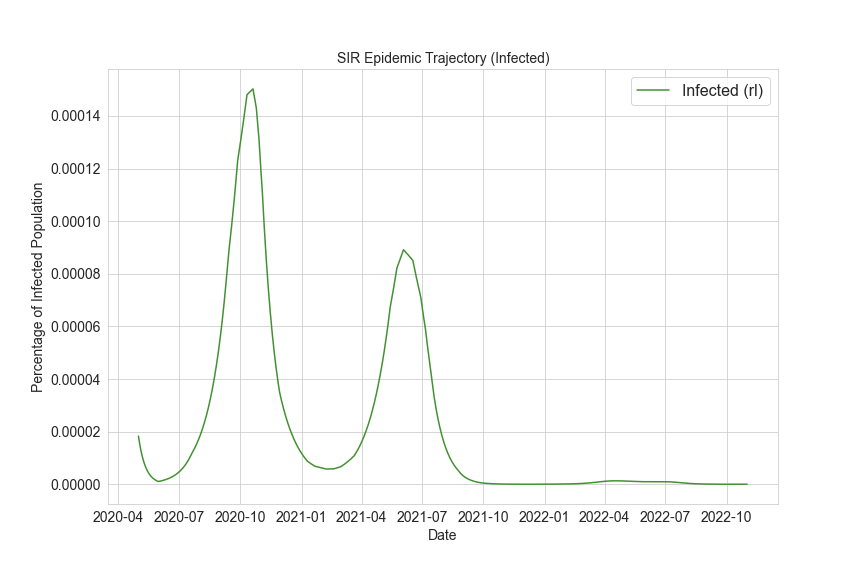 SIR Epidemic Trajectory (Infected)
Infected (rI)
Percentage of Infected Population
0.00014
0.00012
0.00010
0.00008
0.00006
0.00004
0.00002
0.00000
2020-04 2020-07 2020-10 2021-01 2021-04 2021-07 2021-10 2022-01 2022-04 2022-07 2022-10
Date